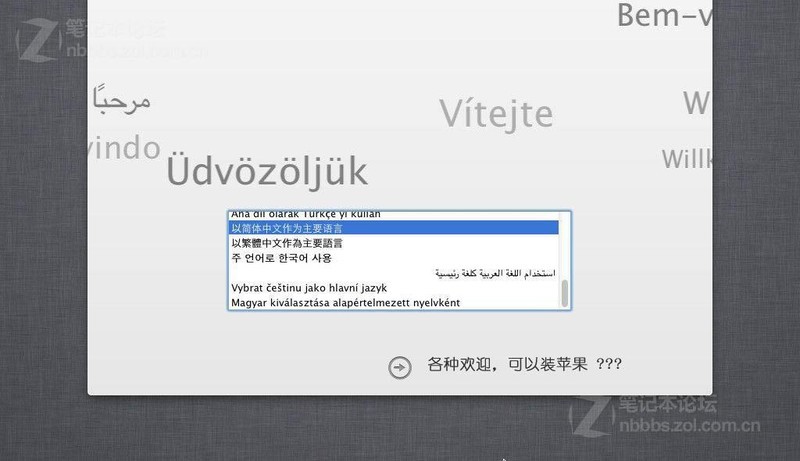 笔记本论坛
nbbbs.zol.com.cn
Bem-v
مرحبًا
Vítejte
W
vindo
Willk
Üdvözöljük
Ana dil olarak Türkçe'yi kullan
以简体中文作为主要语言
以繁體中文作為主要語言
주 언어로 한국어 사용
استخدام اللغة العربية كلغة رئيسية
Vybrat češtinu jako hlavní jazyk
Magyar kiválasztása alapértelmezett nyelvként
各种欢迎，可以装苹果 ???
笔记本论坛
nbbbs.zol.com.cn